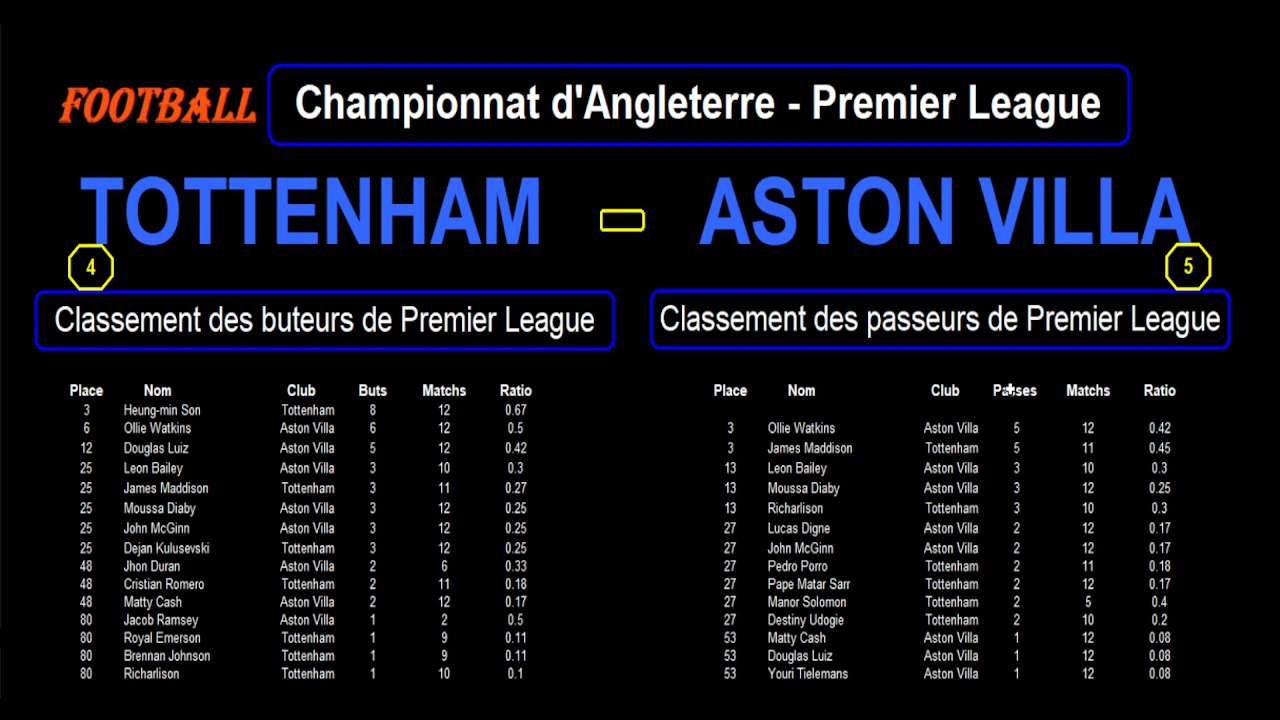 FOOTBALL Championnat d'Angleterre - Premier League
TOTTENHAM - ASTON VILLA
4 5
Classement des buteurs de Premier League
Place Nom Club Buts Matchs Ratio
3 Heung-min Son Tottenham 8 12 0.67
6 Ollie Watkins Aston Villa 6 12 0.5
12 Douglas Luiz Aston Villa 5 12 0.42
25 Leon Bailey Aston Villa 3 10 0.3
25 James Maddison Tottenham 3 11 0.27
25 Moussa Diaby Aston Villa 3 12 0.25
25 John McGinn Aston Villa 3 12 0.25
25 Dejan Kulusevski Tottenham 3 12 0.25
48 Jhon Duran Aston Villa 2 6 0.33
48 Cristian Romero Tottenham 2 11 0.18
48 Matty Cash Aston Villa 2 12 0.17
80 Jacob Ramsey Aston Villa 1 2 0.5
80 Royal Emerson Tottenham 1 9 0.11
80 Brennan Johnson Tottenham 1 9 0.11
80 Richarlison Tottenham 1 10 0.1
Classement des passeurs de Premier League
Place Nom Club Passes Matchs Ratio
3 Ollie Watkins Aston Villa 5 12 0.42
3 James Maddison Tottenham 5 11 0.45
13 Leon Bailey Aston Villa 3 10 0.3
13 Moussa Diaby Aston Villa 3 12 0.25
13 Richarlison Tottenham 3 10 0.3
27 Lucas Digne Aston Villa 2 12 0.17
27 John McGinn Aston Villa 2 12 0.17
27 Pedro Porro Tottenham 2 11 0.18
27 Pape Matar Sarr Tottenham 2 12 0.17
27 Manor Solomon Tottenham 2 5 0.4
27 Destiny Udogie Tottenham 2 10 0.2
53 Matty Cash Aston Villa 1 12 0.08
53 Douglas Luiz Aston Villa 1 12 0.08
53 Youri Tielemans Aston Villa 1 12 0.08